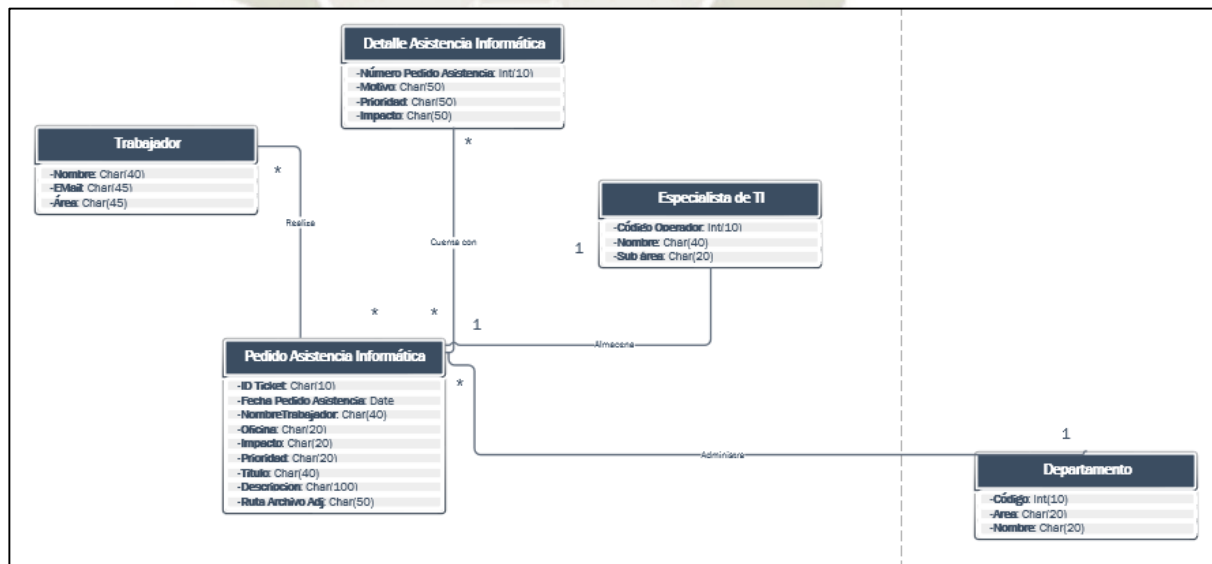 Detalle Asistencia Informática
-Número Pedido Asistencia: Int(10)
-Motivo: Char(50)
-Prioridad: Char(50)
-Impacto: Char(50)
*
Trabajador
-Nombre: Char(40)
-EMail: Char(45)
-Área: Char(45)
*
Realiza
Cuensa con
Especialista de TI
-Código Operador: Int(10)
-Nombre: Char(40)
-Sub área: Char(20)
1
*
*
1
Almacena
Pedido Asistencia Informática
-ID Ticket: Char(10)
-Fecha Pedido Asistencia: Date
-NombreTrabajador: Char(40)
-Oficina: Char(20)
-Impacto: Char(20)
-Prioridad: Char(20)
-Titulo: Char(40)
-Descripcion: Char(100)
-Ruta Archivo Adj: Char(50)
*
Administra
1
Departamento
-Código: Int(10)
-Area: Char(20)
-Nombre: Char(20)